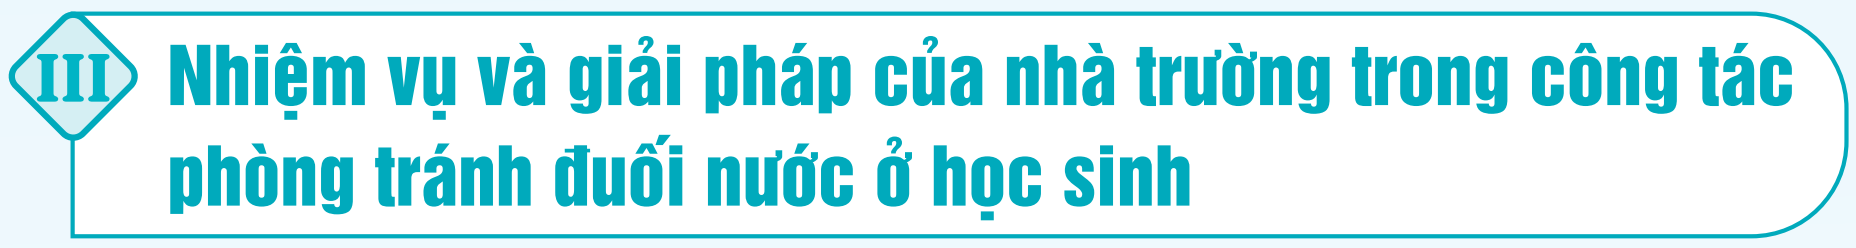 III
Nhiệm vụ và giải pháp của nhà trường trong công tác
phòng tránh đuối nước ở học sinh